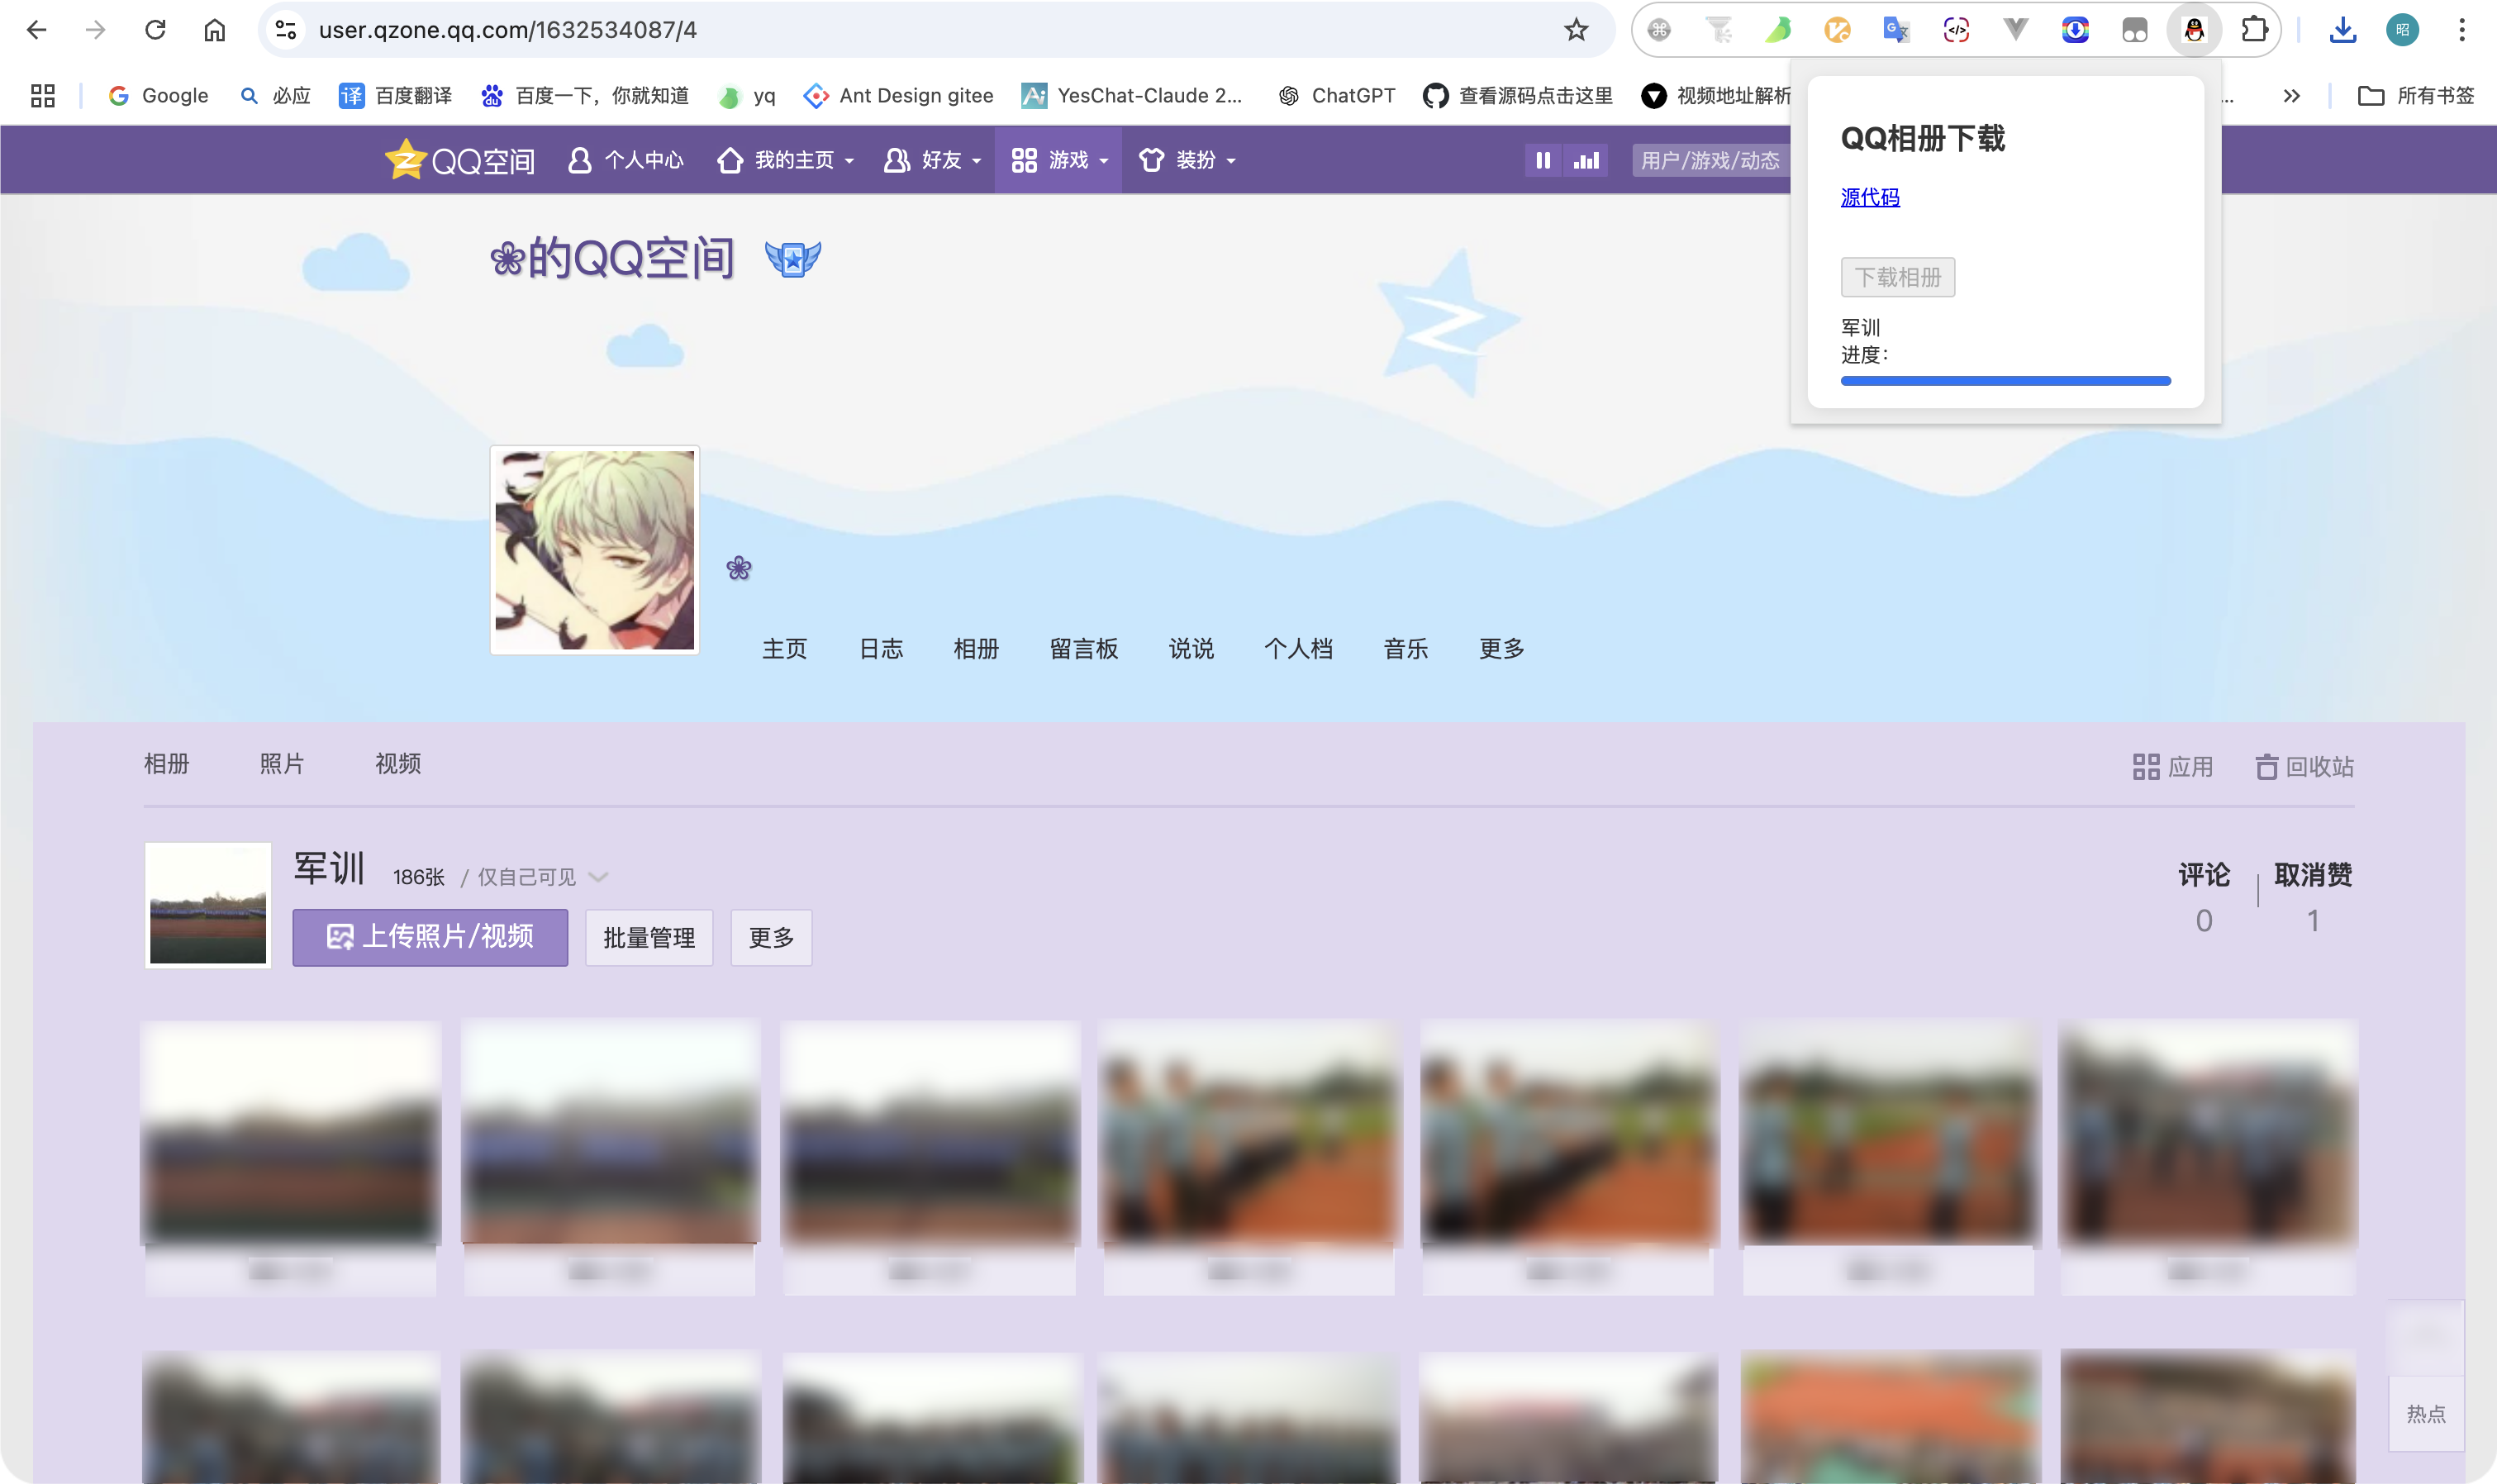 user.qzone.qq.com/1632534087/4
昭
Google 必应 译 百度翻译 百度一下，你就知道 yq Ant Design gitee Ai YesChat-Claude 2... ChatGPT 查看源码点击这里 视频地址解析 ... » 所有书签
QQ空间 个人中心 我的主页 好友 游戏 装扮 用户/游戏/动态
QQ相册下载
源代码
下载相册
军训
进度：
❀的QQ空间
❀
主页 日志 相册 留言板 说说 个人档 音乐 更多
相册 照片 视频 应用 回收站
军训 186张 / 仅自己可见
评论 取消赞
0 1
上传照片/视频 批量管理 更多
热点